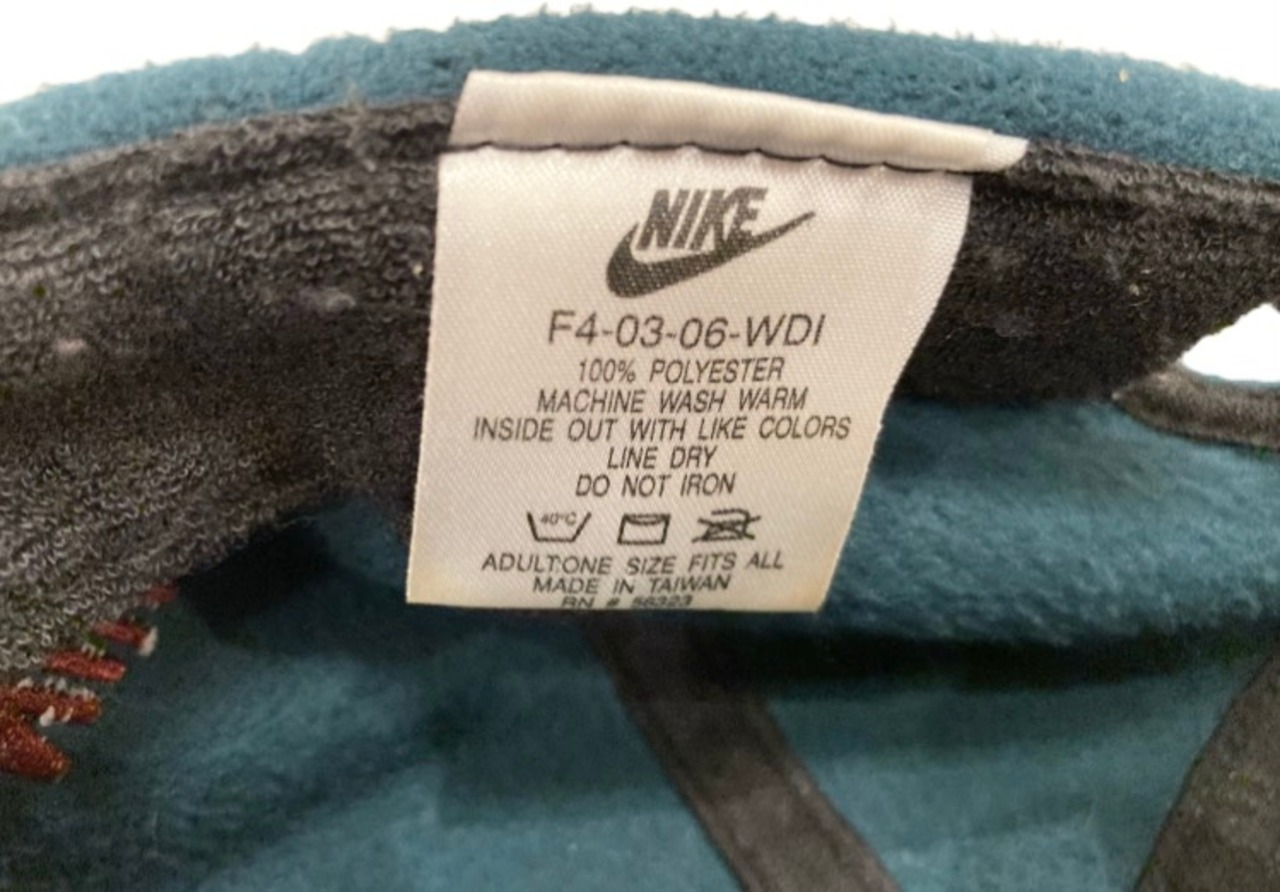 NIKE
F4-03-06-WDI
100% POLYESTER
MACHINE WASH WARM
INSIDE OUT WITH LIKE COLORS
LINE DRY
DO NOT IRON
40°C
ADULT:ONE SIZE FITS ALL
MADE IN TAIWAN
RN # 56323